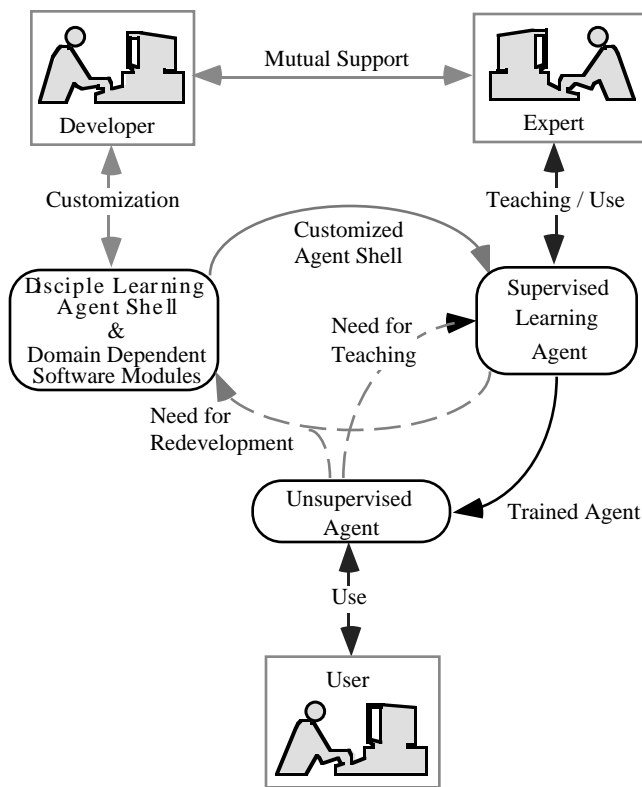 Mutual Support
Developer
Expert
Customization
Teaching / Use
Customized
Agent Shell
Disciple Learning
Agent Shell
&
Domain Dependent
Software Modules
Supervised
Learning
Agent
Need for
Teaching
Need for
Redevelopment
Unsupervised
Agent
Trained Agent
Use
User